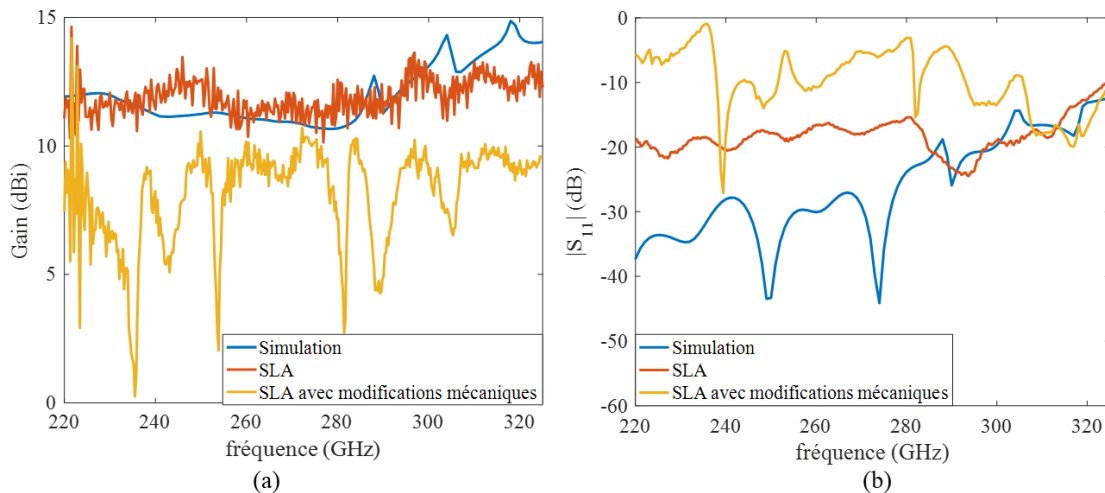 15
10
5
0
Gain (dBi)
Simulation
SLA
SLA avec modifications mécaniques
220 240 260 280 300 320
fréquence (GHz)
(a)
0
-10
-20
-30
-40
-50
-60
|S11| (dB)
Simulation
SLA
SLA avec modifications mécaniques
220 240 260 280 300 320
fréquence (GHz)
(b)